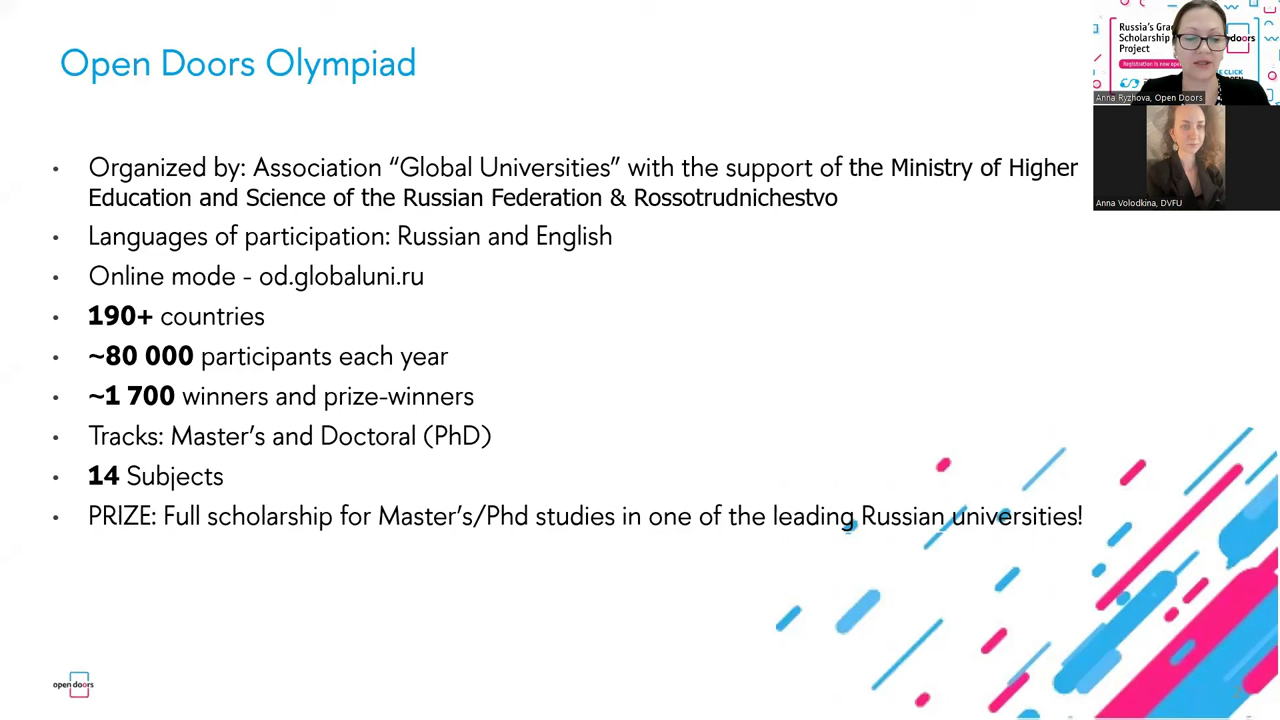 Open Doors Olympiad
• Organized by: Association “Global Universities” with the support of the Ministry of Higher
Education and Science of the Russian Federation & Rossotrudnichestvo
• Languages of participation: Russian and English
• Online mode - od.globaluni.ru
• 190+ countries
• ~80 000 participants each year
• ~1 700 winners and prize-winners
• Tracks: Master’s and Doctoral (PhD)
• 14 Subjects
• PRIZE: Full scholarship for Master’s/Phd studies in one of the leading Russian universities!
open doors
Russia's Gra
Scholarship
Project
Registration is now ope
doors
CLICK
Anna Ryzhova, Open Doors
Anna Volodkina, DVFU